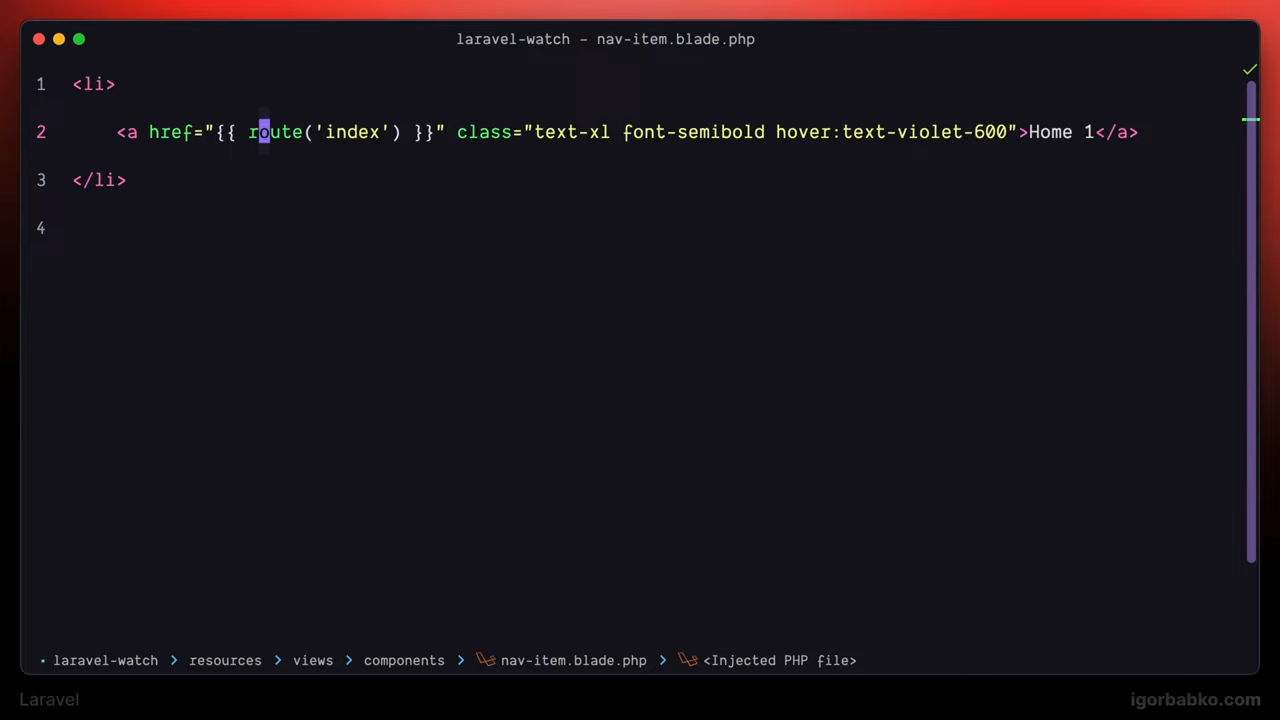 laravel-watch – nav-item.blade.php
1 <li>
2 <a href="{{ route('index') }}" class="text-xl font-semibold hover:text-violet-600">Home 1</a>
3 </li>
4
laravel-watch > resources > views > components > nav-item.blade.php > <Injected PHP file>
Laravel
igorbabko.com